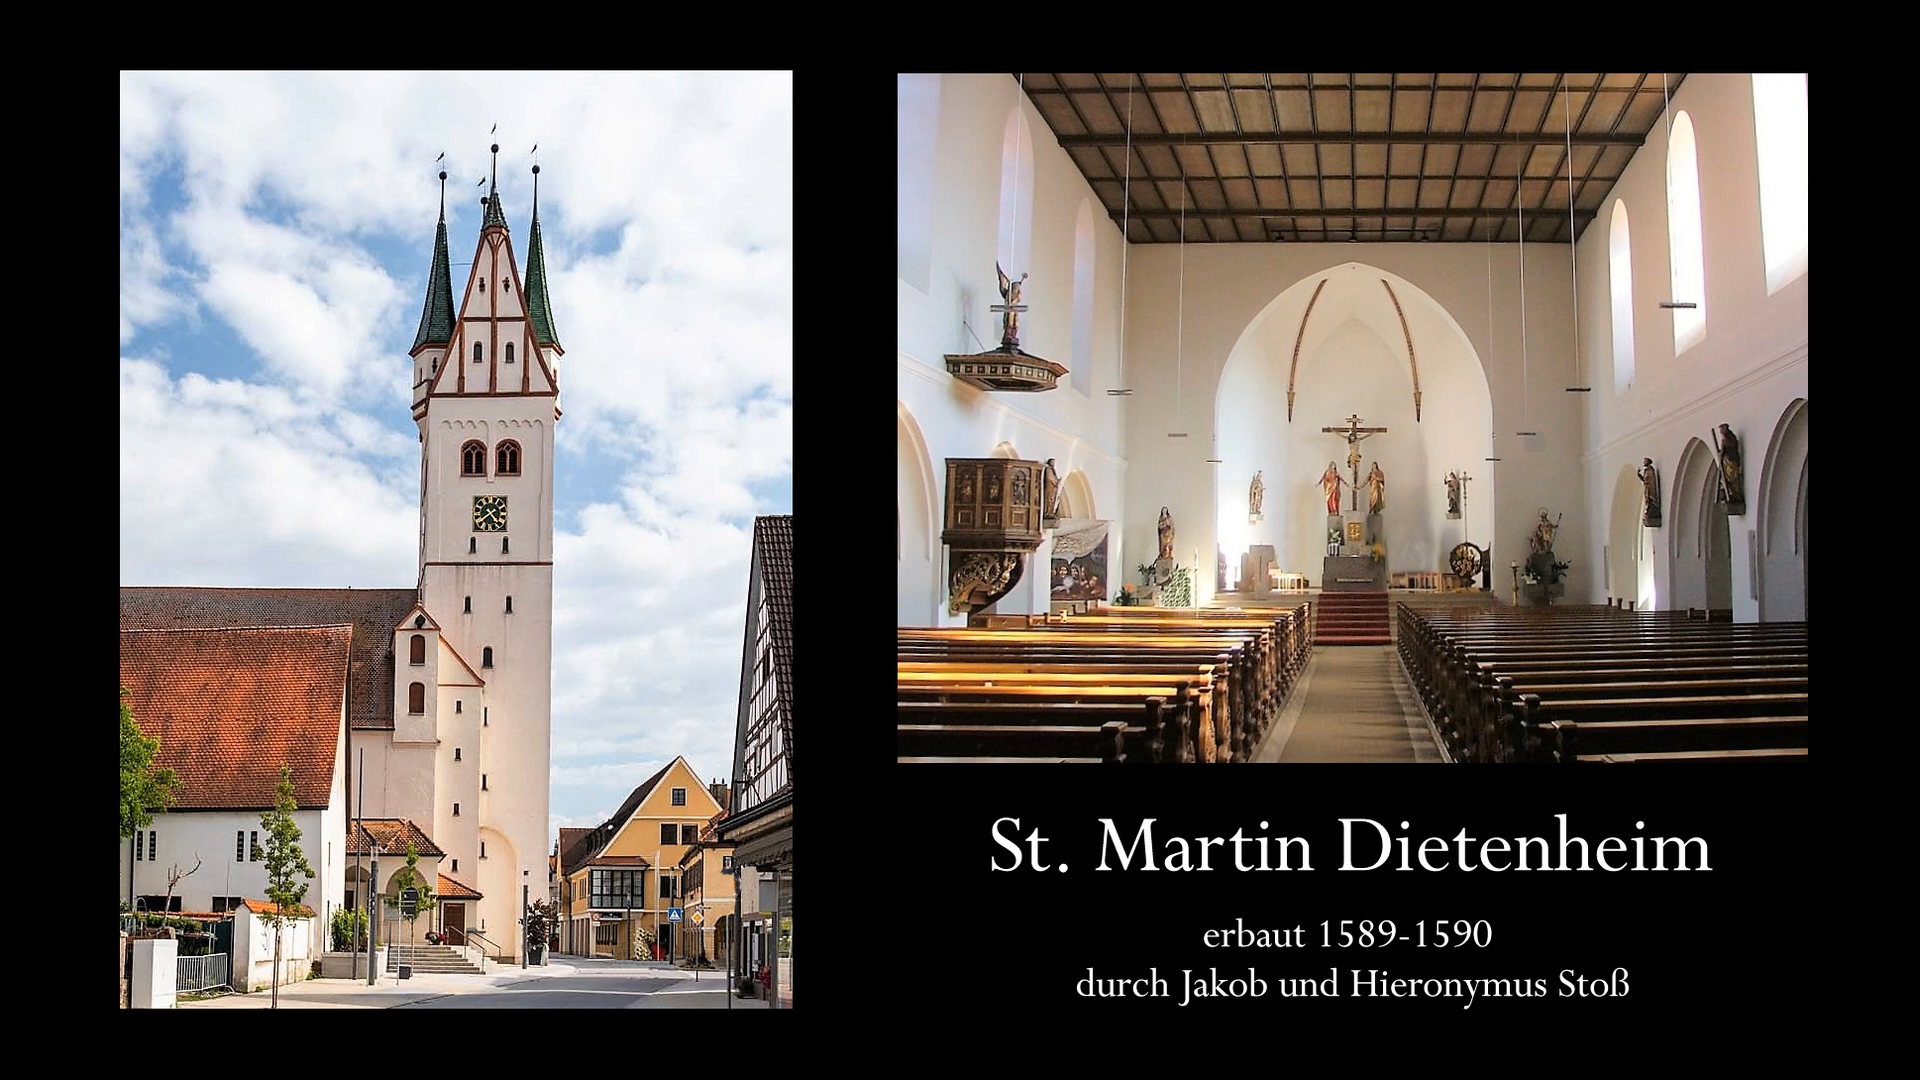 St. Martin Dietenheim
erbaut 1589-1590
durch Jakob und Hieronymus Stoß